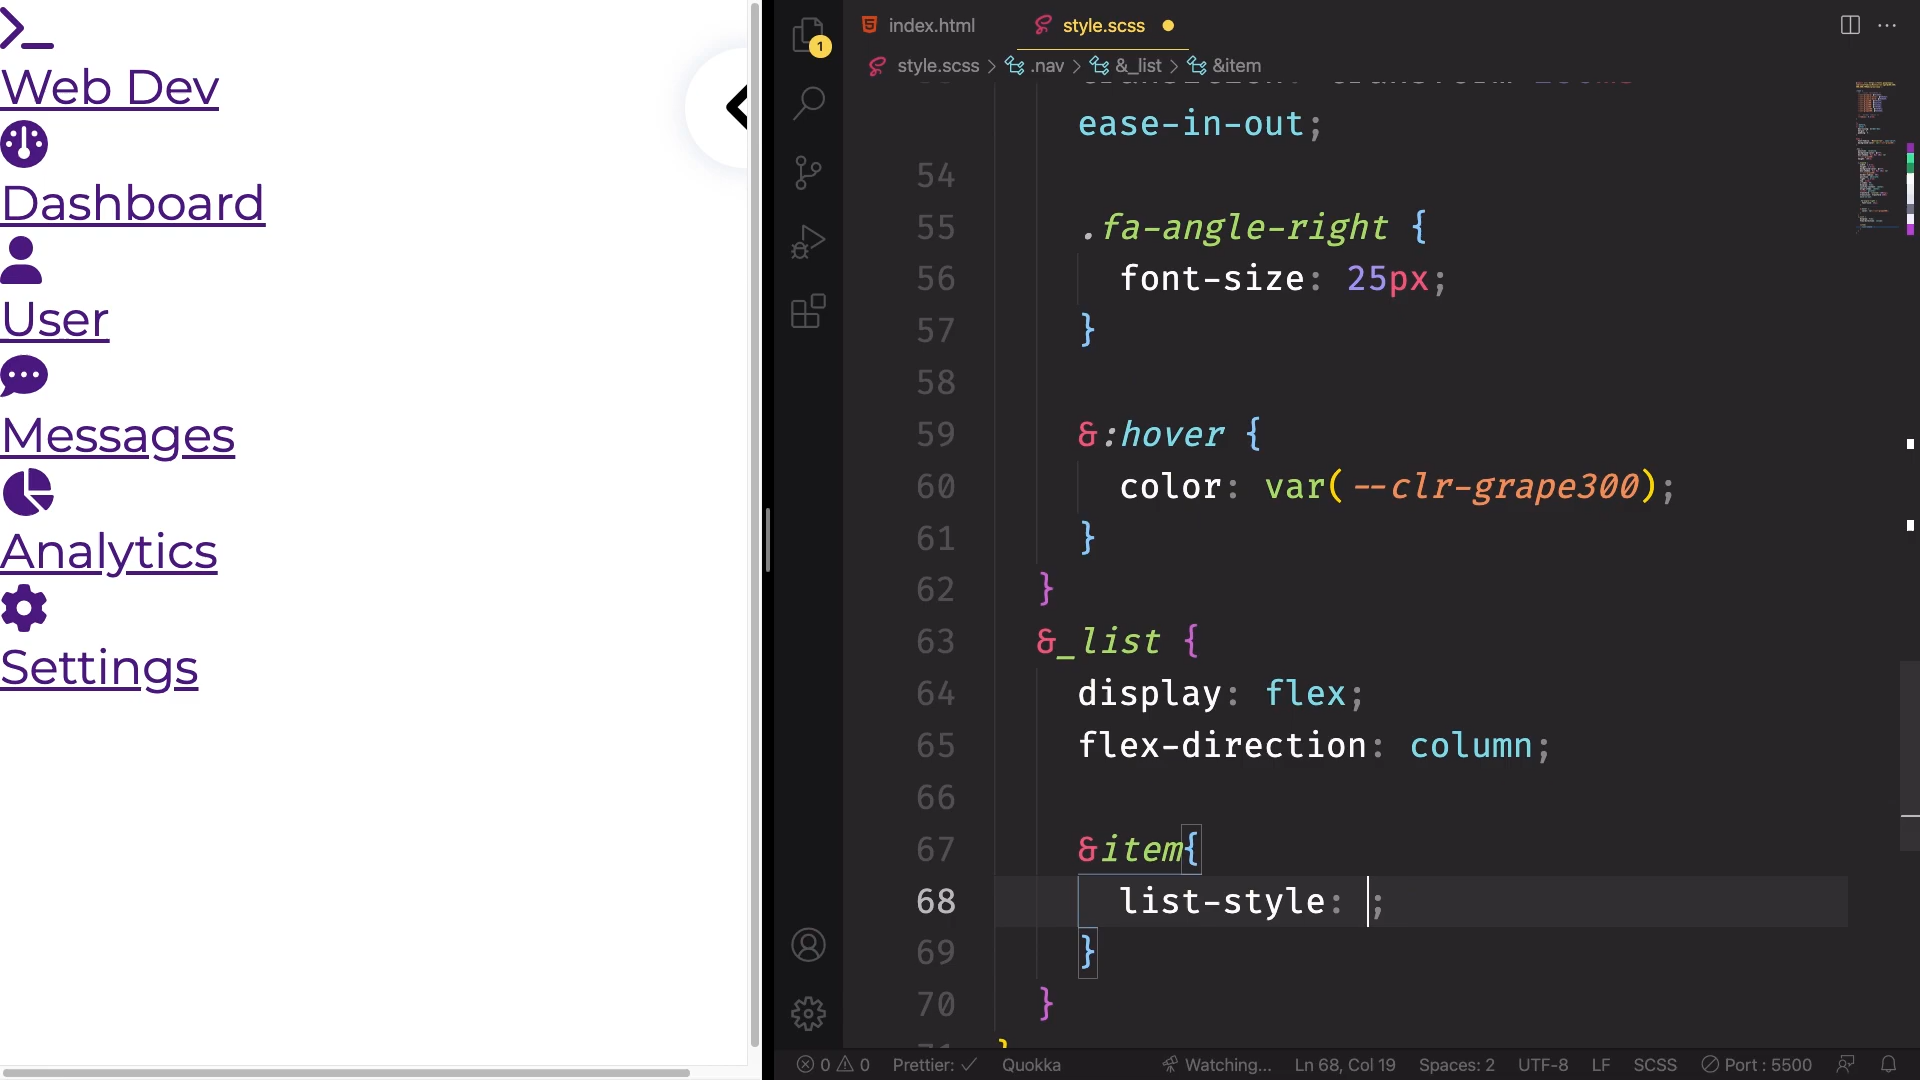 Web Dev
Dashboard
User
Messages
Analytics
Settings
1
index.html
style.scss
style.scss > .nav > &_list > &item
ease-in-out;
54
55 .fa-angle-right {
56 font-size: 25px;
57 }
58
59 &:hover {
60 color: var(--clr-grape300);
61 }
62 }
63 &_list {
64 display: flex;
65 flex-direction: column;
66
67 &item{
68 list-style: ;
69 }
70 }
0 0 Prettier: ✓ Quokka Watching... Ln 68, Col 19 Spaces: 2 UTF-8 LF SCSS Port : 5500